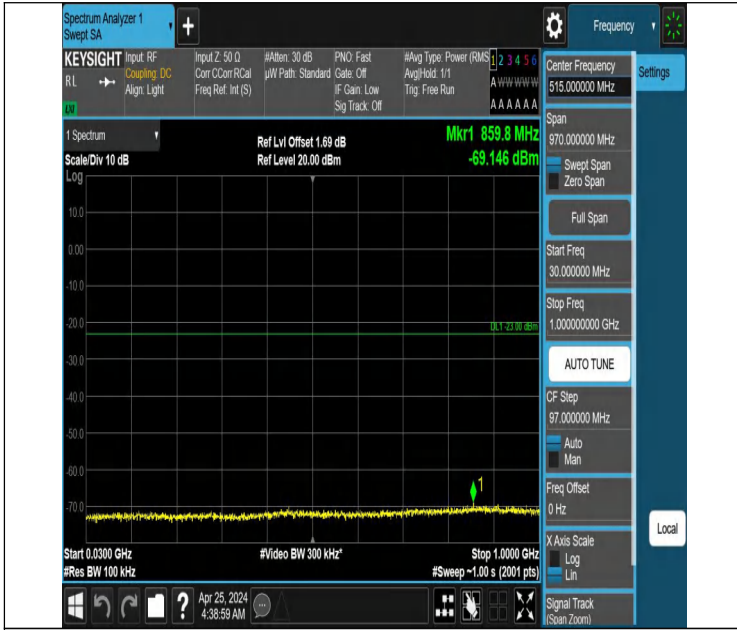 Spectrum Analyzer 1
Swept SA
+
Frequency
KEYSIGHT
RL
Input: RF
Coupling: DC
Align: Light
Input Z: 50 Ω
Corr CCorr RCal
Freq Ref: Int (S)
#Atten: 30 dB
µW Path: Standard
PNO: Fast
Gate: Off
IF Gain: Low
Sig Track: Off
#Avg Type: Power (RMS
Avg|Hold: 1/1
Trig: Free Run
1 2 3 4 5 6
A W W W W W
A A A A A A
1 Spectrum
Scale/Div 10 dB
Ref Lvl Offset 1.69 dB
Ref Level 20.00 dBm
Mkr1 859.8 MHz
-69.146 dBm
Log
10.0
0.00
-10.0
-20.0
DL1 -23.00 dBm
-30.0
-40.0
-50.0
-60.0
1
-70.0
Start 0.0300 GHz
#Res BW 100 kHz
#Video BW 300 kHz*
Stop 1.0000 GHz
#Sweep ~1.00 s (2001 pts)
?
Apr 25, 2024
4:38:59 AM
Center Frequency
515.000000 MHz
Settings
Span
970.000000 MHz
Swept Span
Zero Span
Full Span
Start Freq
30.000000 MHz
Stop Freq
1.000000000 GHz
AUTO TUNE
CF Step
97.000000 MHz
Auto
Man
Freq Offset
0 Hz
Local
X Axis Scale
Log
Lin
Signal Track
(Span Zoom)